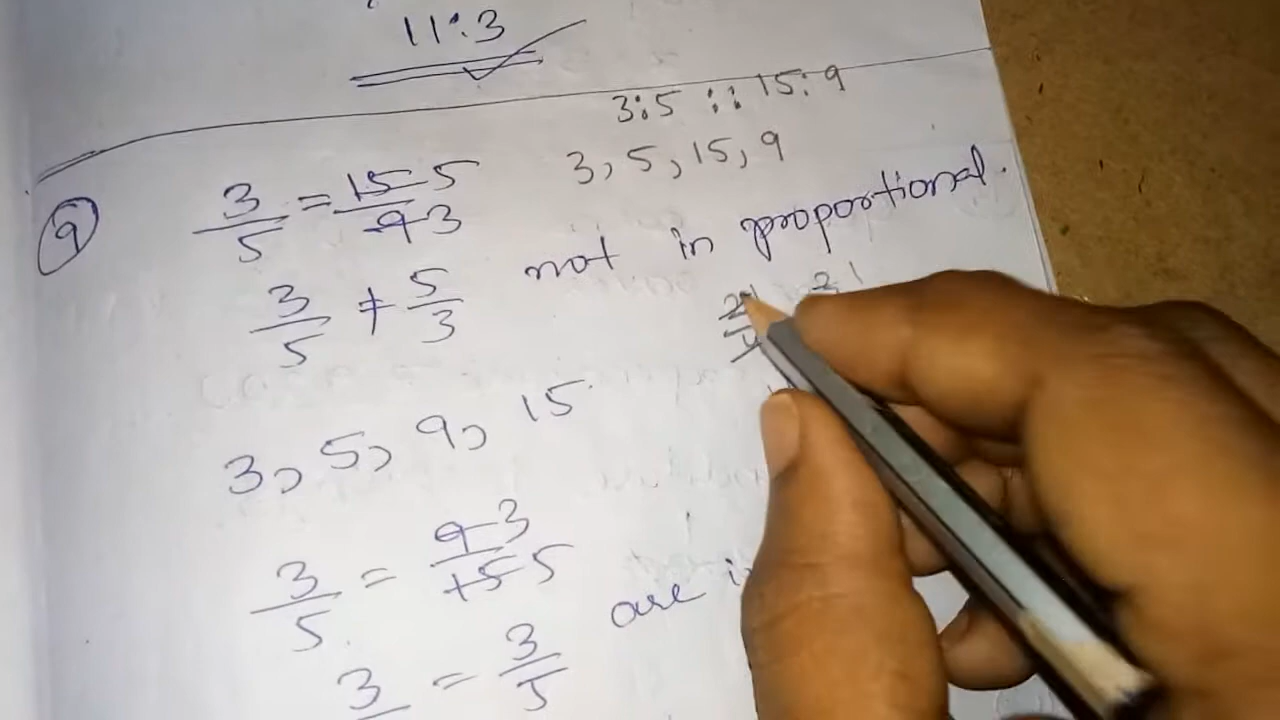 11:3
3:5 :: 15:9
3, 5, 15, 9
9
3/5 = 15 5/9 3
3/5 ≠ 5/3 not in proportional.
2 1
3, 5, 9, 15
3/5 = 9 3/15 5
are
3 = 3/5